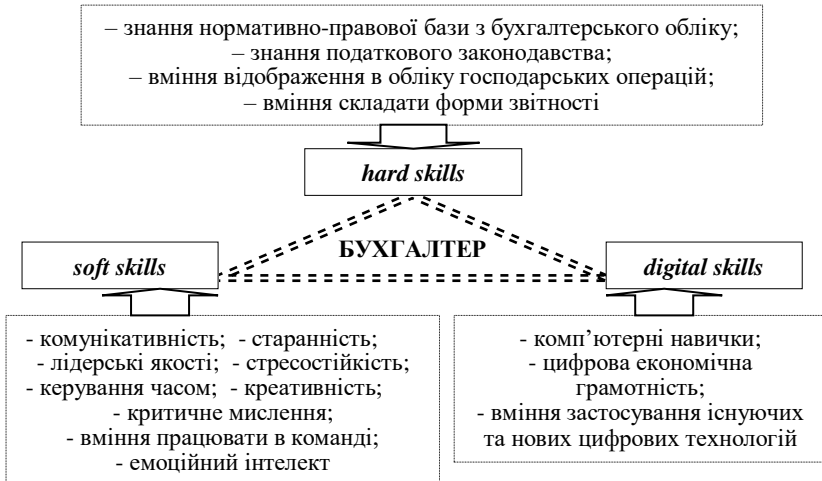 – знання нормативно-правової бази з бухгалтерського обліку;
– знання податкового законодавства;
– вміння відображення в обліку господарських операцій;
– вміння складати форми звітності
hard skills
БУХГАЛТЕР
soft skills
digital skills
- комунікативність; - старанність;
- лідерські якості; - стресостійкість;
- керування часом; - креативність;
- критичне мислення;
- вміння працювати в команді;
- емоційний інтелект
- комп’ютерні навички;
- цифрова економічна
грамотність;
- вміння застосування існуючих
та нових цифрових технологій